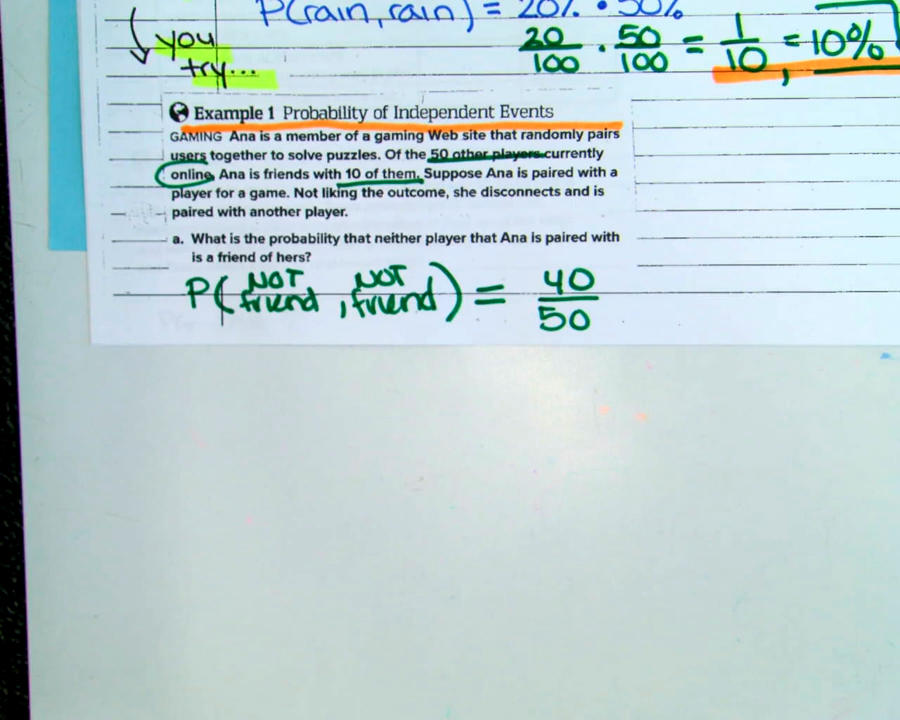 P(rain, rain) = 20% • 50%
you try...
20/100 · 50/100 = 1/10, = 10%
Example 1 Probability of Independent Events
GAMING Ana is a member of a gaming Web site that randomly pairs
users together to solve puzzles. Of the 50 other players currently
online, Ana is friends with 10 of them. Suppose Ana is paired with a
player for a game. Not liking the outcome, she disconnects and is
paired with another player.
a. What is the probability that neither player that Ana is paired with
is a friend of hers?
P(NOT friend, NOT friend) = 40/50